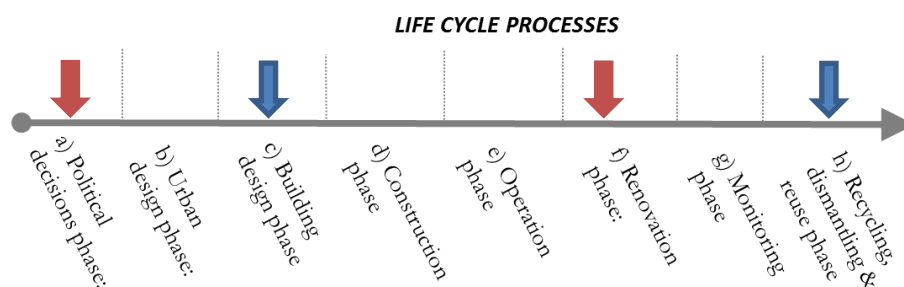 LIFE CYCLE PROCESSES
a) Political
decisions phase:
b) Urban
design phase:
c) Building
design phase
d) Construction
phase
e) Operation
phase
f) Renovation
phase:
g) Monitoring
phase
h) Recycling,
dismantling &
reuse phase